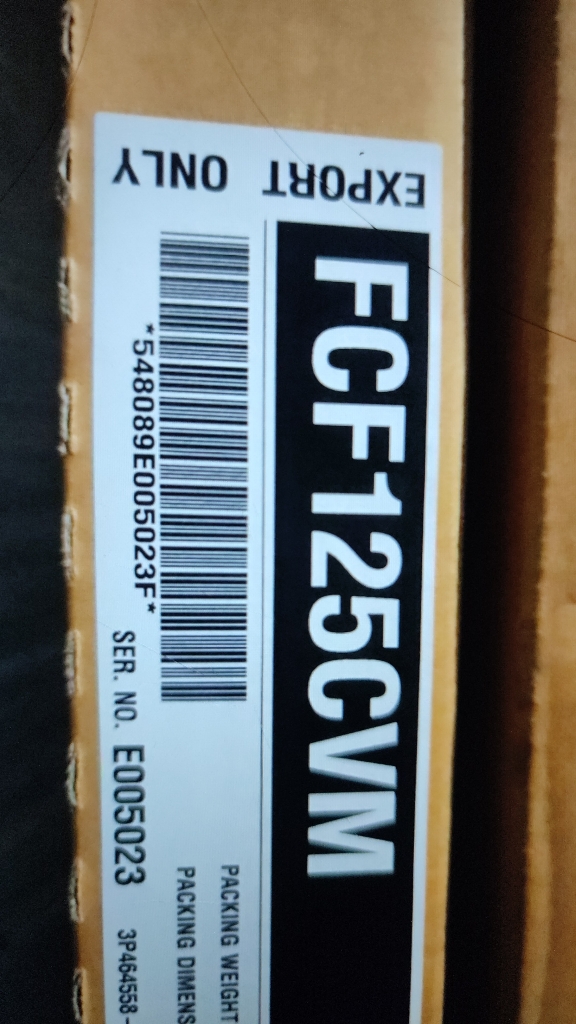 EXPORT ONLY
FCF125CVM
*548089E005023F*
PACKING WEIGHT
PACKING DIMENS
SER. NO. E005023
3P464558-